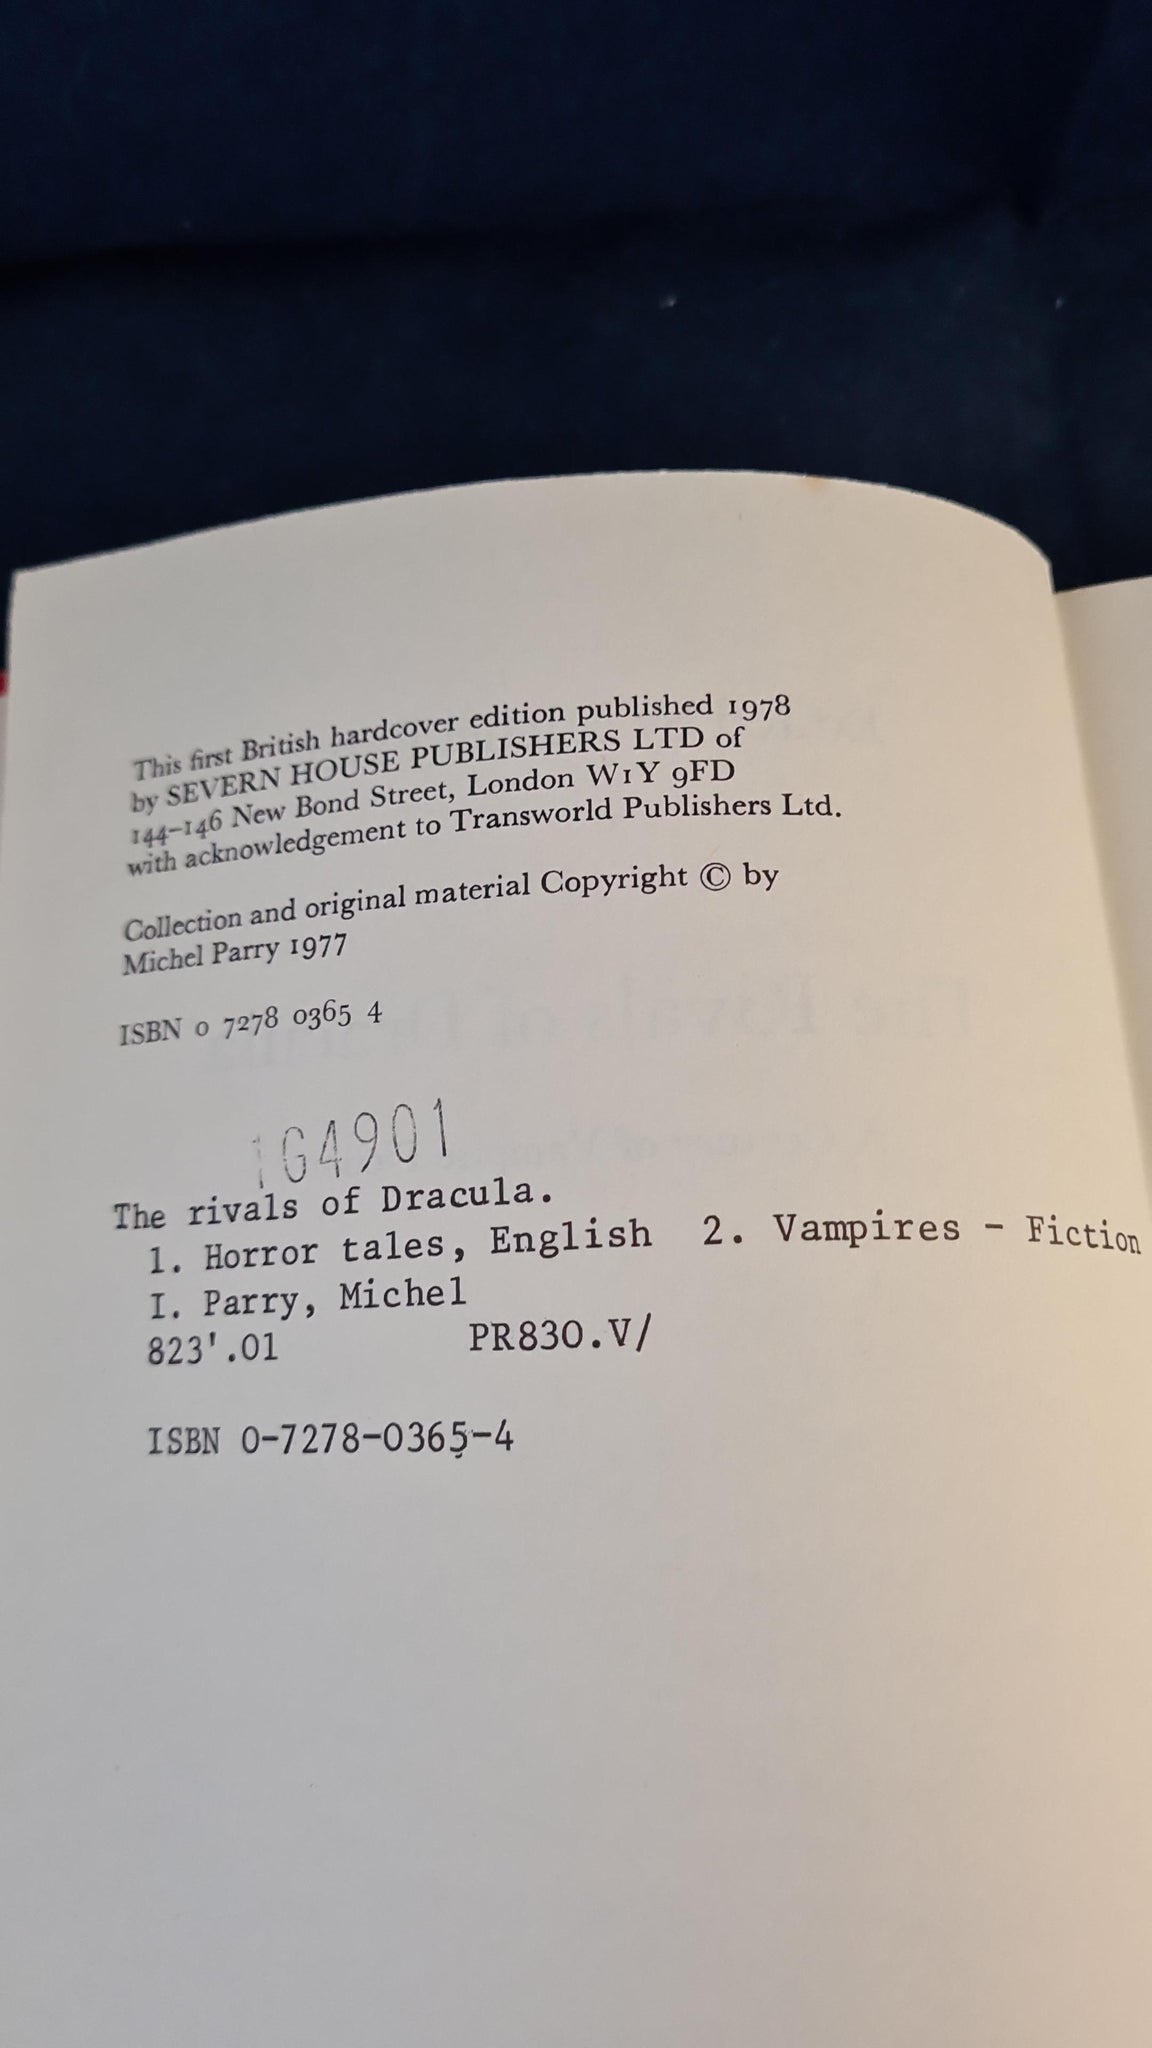 This first British hardcover edition published 1978
by SEVERN HOUSE PUBLISHERS LTD of
144–146 New Bond Street, London W1Y 9FD
with acknowledgement to Transworld Publishers Ltd.
Collection and original material Copyright © by
Michel Parry 1977
ISBN 0 7278 0365 4
1G4901
The rivals of Dracula.
1. Horror tales, English 2. Vampires - Fiction
I. Parry, Michel
823'.01 PR830.V/
ISBN 0-7278-0365-4